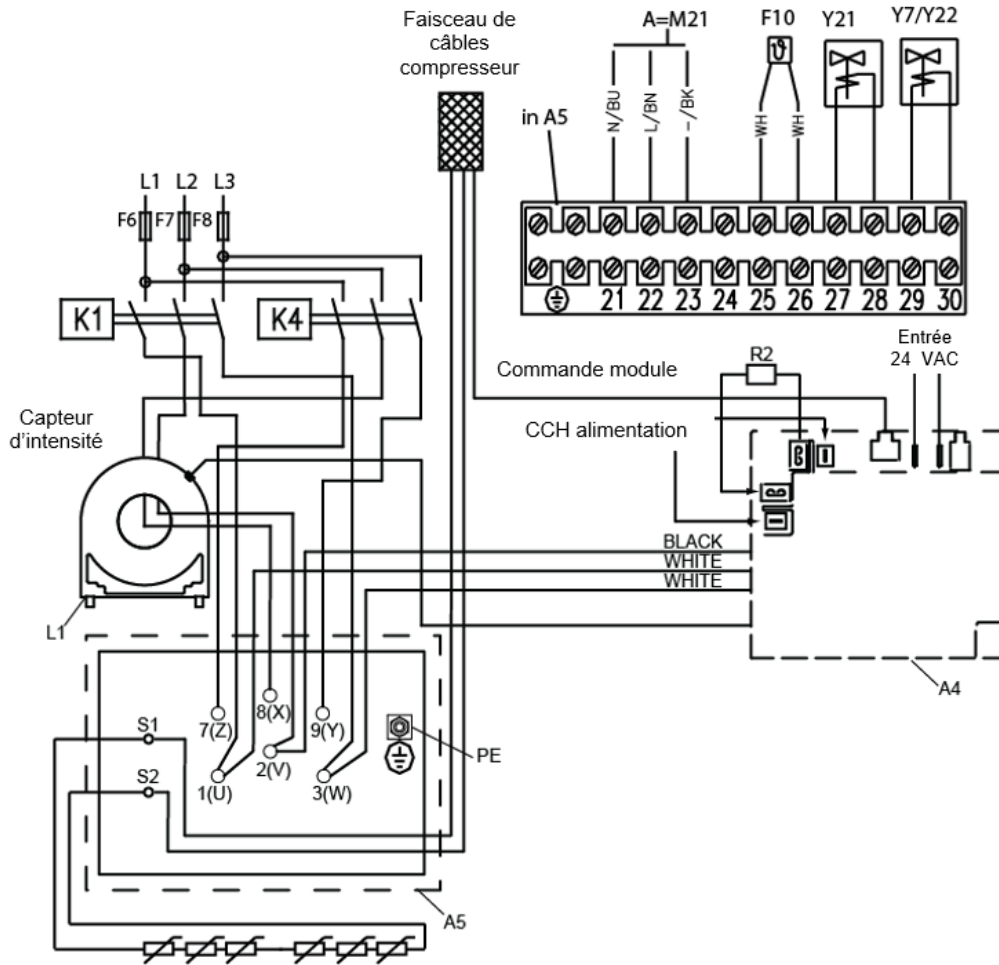 Faisceau de
câbles
compresseur
A=M21
F10
Y21
Y7/Y22
in A5
N/BU
L/BN
–/BK
WH
WH
L1
L2
L3
F6
F7
F8
K1
K4
21
22
23
24
25
26
27
28
29
30
Entrée
24 VAC
R2
Commande module
CCH alimentation
Capteur
d'intensité
BLACK
WHITE
WHITE
L1
A4
S1
S2
7(Z)
8(X)
9(Y)
1(U)
2(V)
3(W)
PE
A5